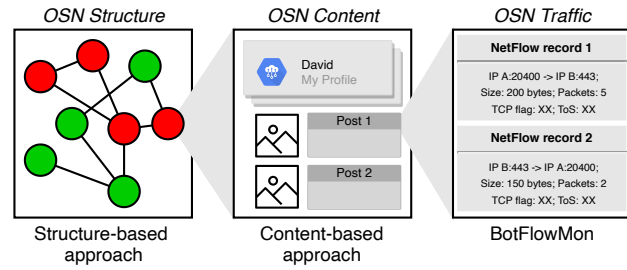 OSN Structure
OSN Content
OSN Traffic
David
My Profile
Post 1
Post 2
NetFlow record 1
IP A:20400 -> IP B:443;
Size: 200 bytes; Packets: 5
TCP flag: XX; ToS: XX
NetFlow record 2
IP B:443 -> IP A:20400;
Size: 150 bytes; Packets: 2
TCP flag: XX; ToS: XX
Structure-based
approach
Content-based
approach
BotFlowMon